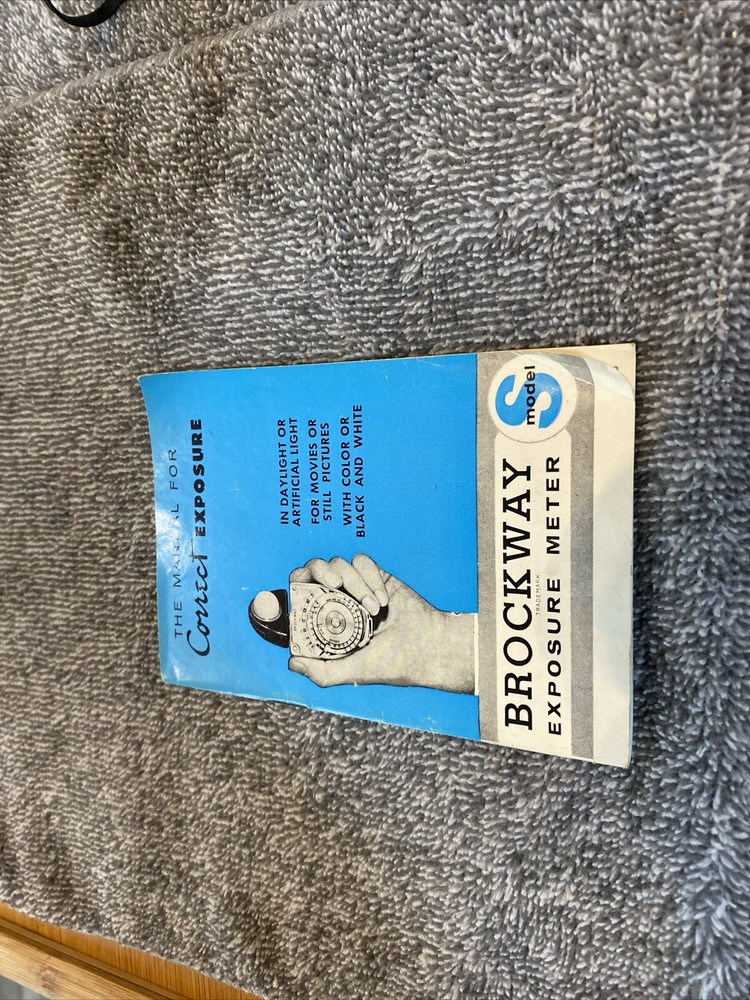 THE MANUAL FOR
Correct EXPOSURE
IN DAYLIGHT OR
ARTIFICIAL LIGHT
FOR MOVIES OR
STILL PICTURES
WITH COLOR OR
BLACK AND WHITE
BROCKWAY
TRADEMARK
EXPOSURE METER
S
model